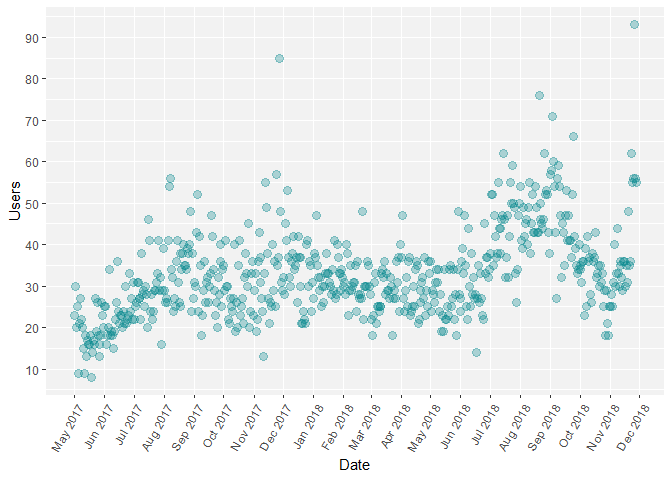 90
80
70
60
50
40
30
20
10
Users
May 2017
Jun 2017
Jul 2017
Aug 2017
Sep 2017
Oct 2017
Nov 2017
Dec 2017
Jan 2018
Feb 2018
Mar 2018
Apr 2018
May 2018
Jun 2018
Jul 2018
Aug 2018
Sep 2018
Oct 2018
Nov 2018
Dec 2018
Date